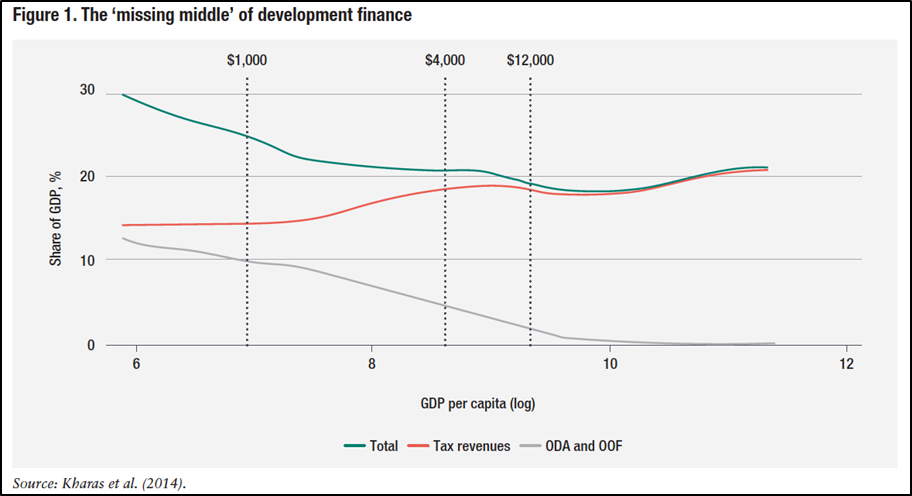 Figure 1. The ‘missing middle’ of development finance
$1,000 $4,000 $12,000
30
20
10
0
Share of GDP, %
6 8 10 12
GDP per capita (log)
Total Tax revenues ODA and OOF
Source: Kharas et al. (2014).